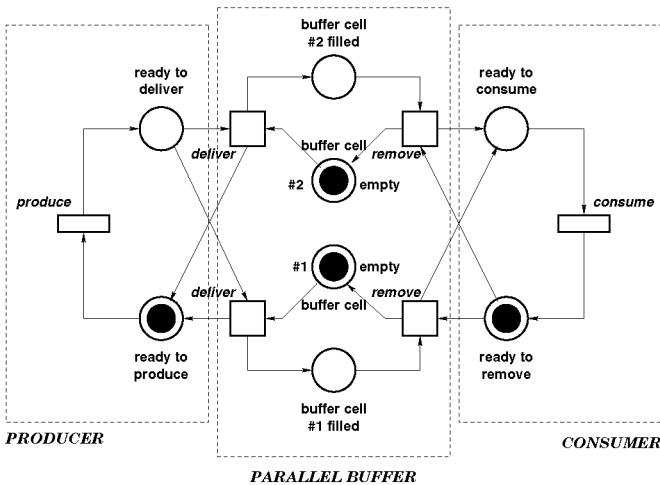 buffer cell
#2 filled
ready to
deliver
ready to
consume
deliver
buffer cell
remove
#2
empty
produce
consume
#1
empty
deliver
buffer cell
remove
ready to
produce
ready to
remove
buffer cell
#1 filled
PRODUCER
CONSUMER
PARALLEL BUFFER